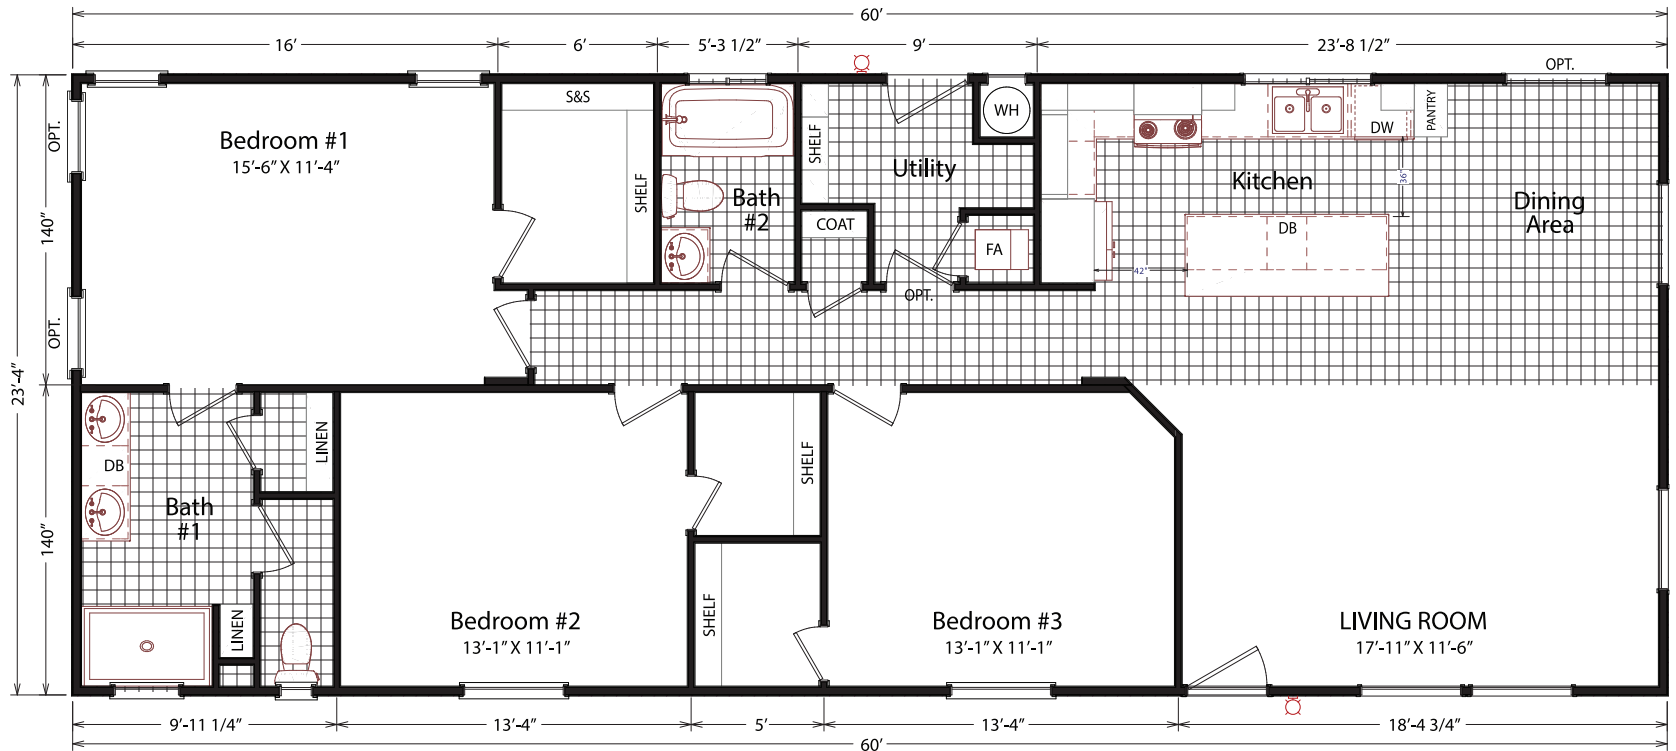 60′
16′
6′
5′-3 1/2″
9′
23′-8 1/2″
OPT.
S&S
WH
PANTRY
DW
OPT.
Bedroom #1
15′-6″ X 11′-4″
SHELF
Utility
Kitchen
36"
SHELF
Bath
#2
Dining
Area
140″
COAT
DB
FA
42"
OPT.
OPT.
23′-4″
LINEN
SHELF
DB
Bath
#1
140″
LINEN
SHELF
Bedroom #2
13′-1″ X 11′-1″
Bedroom #3
13′-1″ X 11′-1″
LIVING ROOM
17′-11″ X 11′-6″
9′-11 1/4″
13′-4″
5′
13′-4″
18′-4 3/4″
60′